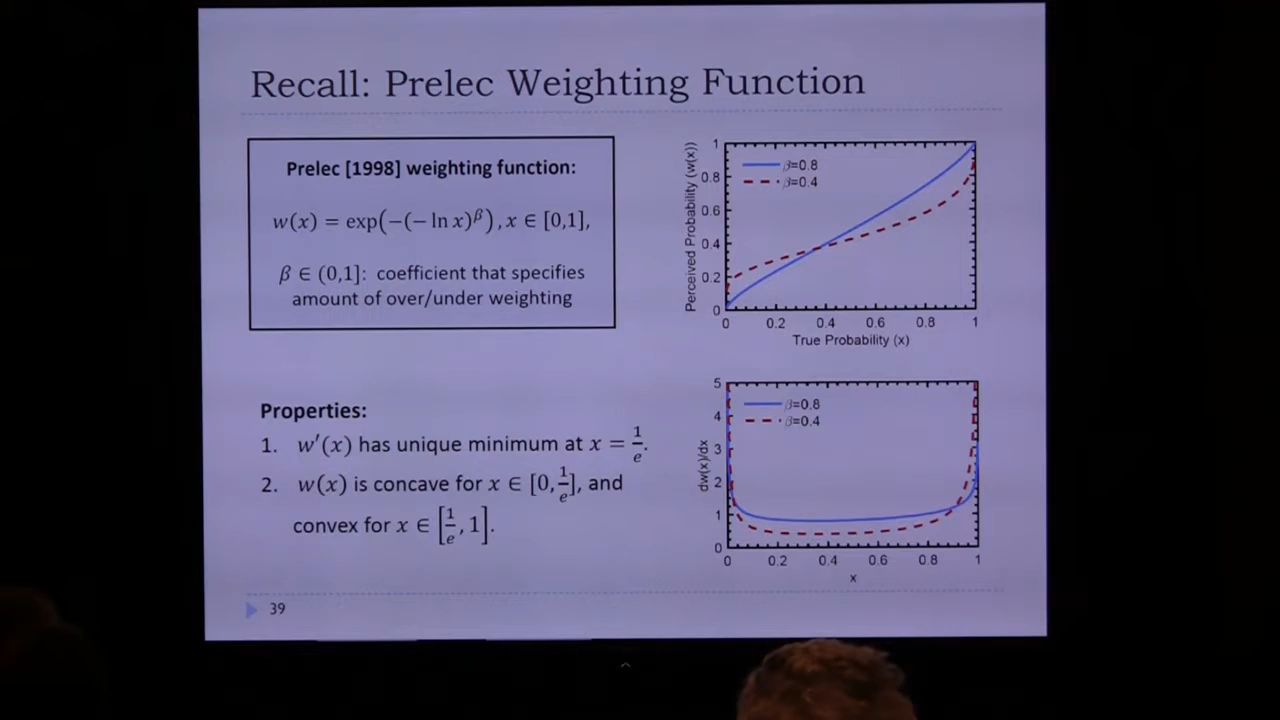 Recall: Prelec Weighting Function
Prelec [1998] weighting function:
w(x) = exp(−(− ln x)^β), x ∈ [0,1],
β ∈ (0,1]: coefficient that specifies
amount of over/under weighting
Properties:
1. w′(x) has unique minimum at x = 1/e.
2. w(x) is concave for x ∈ [0, 1/e], and
convex for x ∈ [1/e, 1].
39
Perceived Probability (w(x))
1
0.8
0.6
0.4
0.2
0
β=0.8
β=0.4
0 0.2 0.4 0.6 0.8 1
True Probability (x)
dw(x)/dx
5
4
3
2
1
0
β=0.8
β=0.4
0 0.2 0.4 0.6 0.8 1
x